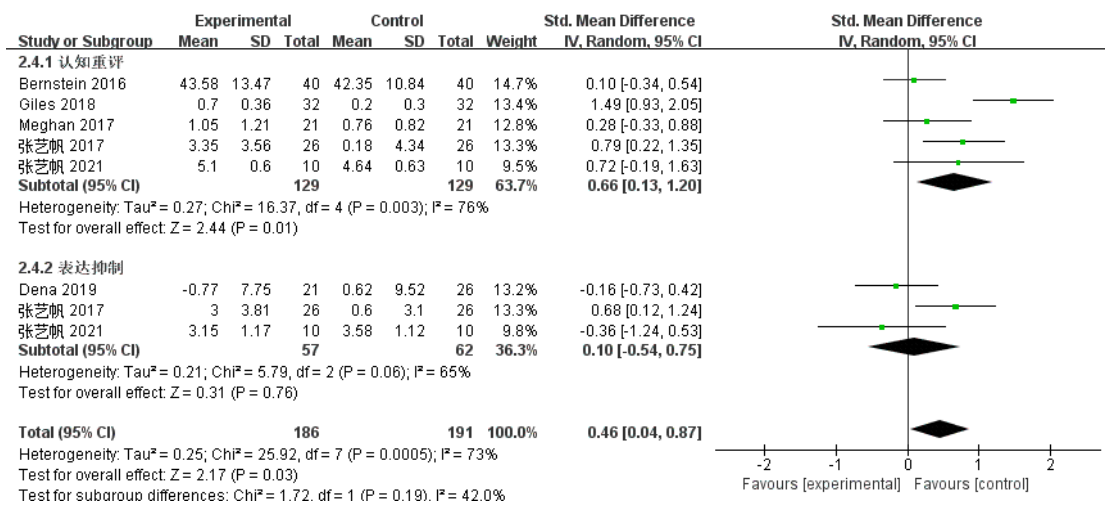 Experimental Control Std. Mean Difference Std. Mean Difference
Study or Subgroup Mean SD Total Mean SD Total Weight IV, Random, 95% CI IV, Random, 95% CI
2.4.1 认知重评
Bernstein 2016 43.58 13.47 40 42.35 10.84 40 14.7% 0.10 [-0.34, 0.54]
Giles 2018 0.7 0.36 32 0.2 0.3 32 13.4% 1.49 [0.93, 2.05]
Meghan 2017 1.05 1.21 21 0.76 0.82 21 12.8% 0.28 [-0.33, 0.88]
张艺帆 2017 3.35 3.56 26 0.18 4.34 26 13.3% 0.79 [0.22, 1.35]
张艺帆 2021 5.1 0.6 10 4.64 0.63 10 9.5% 0.72 [-0.19, 1.63]
Subtotal (95% CI) 129 129 63.7% 0.66 [0.13, 1.20]
Heterogeneity: Tau² = 0.27; Chi² = 16.37, df = 4 (P = 0.003); I² = 76%
Test for overall effect: Z = 2.44 (P = 0.01)
2.4.2 表达抑制
Dena 2019 -0.77 7.75 21 0.62 9.52 26 13.2% -0.16 [-0.73, 0.42]
张艺帆 2017 3 3.81 26 0.6 3.1 26 13.3% 0.68 [0.12, 1.24]
张艺帆 2021 3.15 1.17 10 3.58 1.12 10 9.8% -0.36 [-1.24, 0.53]
Subtotal (95% CI) 57 62 36.3% 0.10 [-0.54, 0.75]
Heterogeneity: Tau² = 0.21; Chi² = 5.79, df = 2 (P = 0.06); I² = 65%
Test for overall effect: Z = 0.31 (P = 0.76)
Total (95% CI) 186 191 100.0% 0.46 [0.04, 0.87]
Heterogeneity: Tau² = 0.25; Chi² = 25.92, df = 7 (P = 0.0005); I² = 73%
Test for overall effect: Z = 2.17 (P = 0.03)
Test for subgroup differences: Chi² = 1.72, df = 1 (P = 0.19), I² = 42.0%
-2 -1 0 1 2
Favours [experimental] Favours [control]